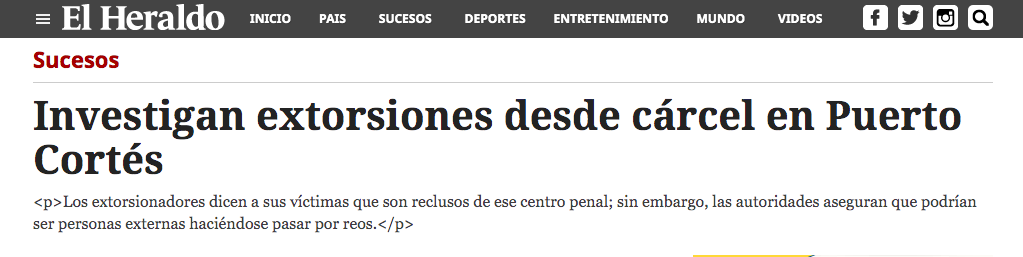 El Heraldo INICIO PAIS SUCESOS DEPORTES ENTRETENIMIENTO MUNDO VIDEOS
Sucesos
Investigan extorsiones desde cárcel en Puerto
Cortés
<p>Los extorsionadores dicen a sus víctimas que son reclusos de ese centro penal; sin embargo, las autoridades aseguran que podrían
ser personas externas haciéndose pasar por reos.</p>